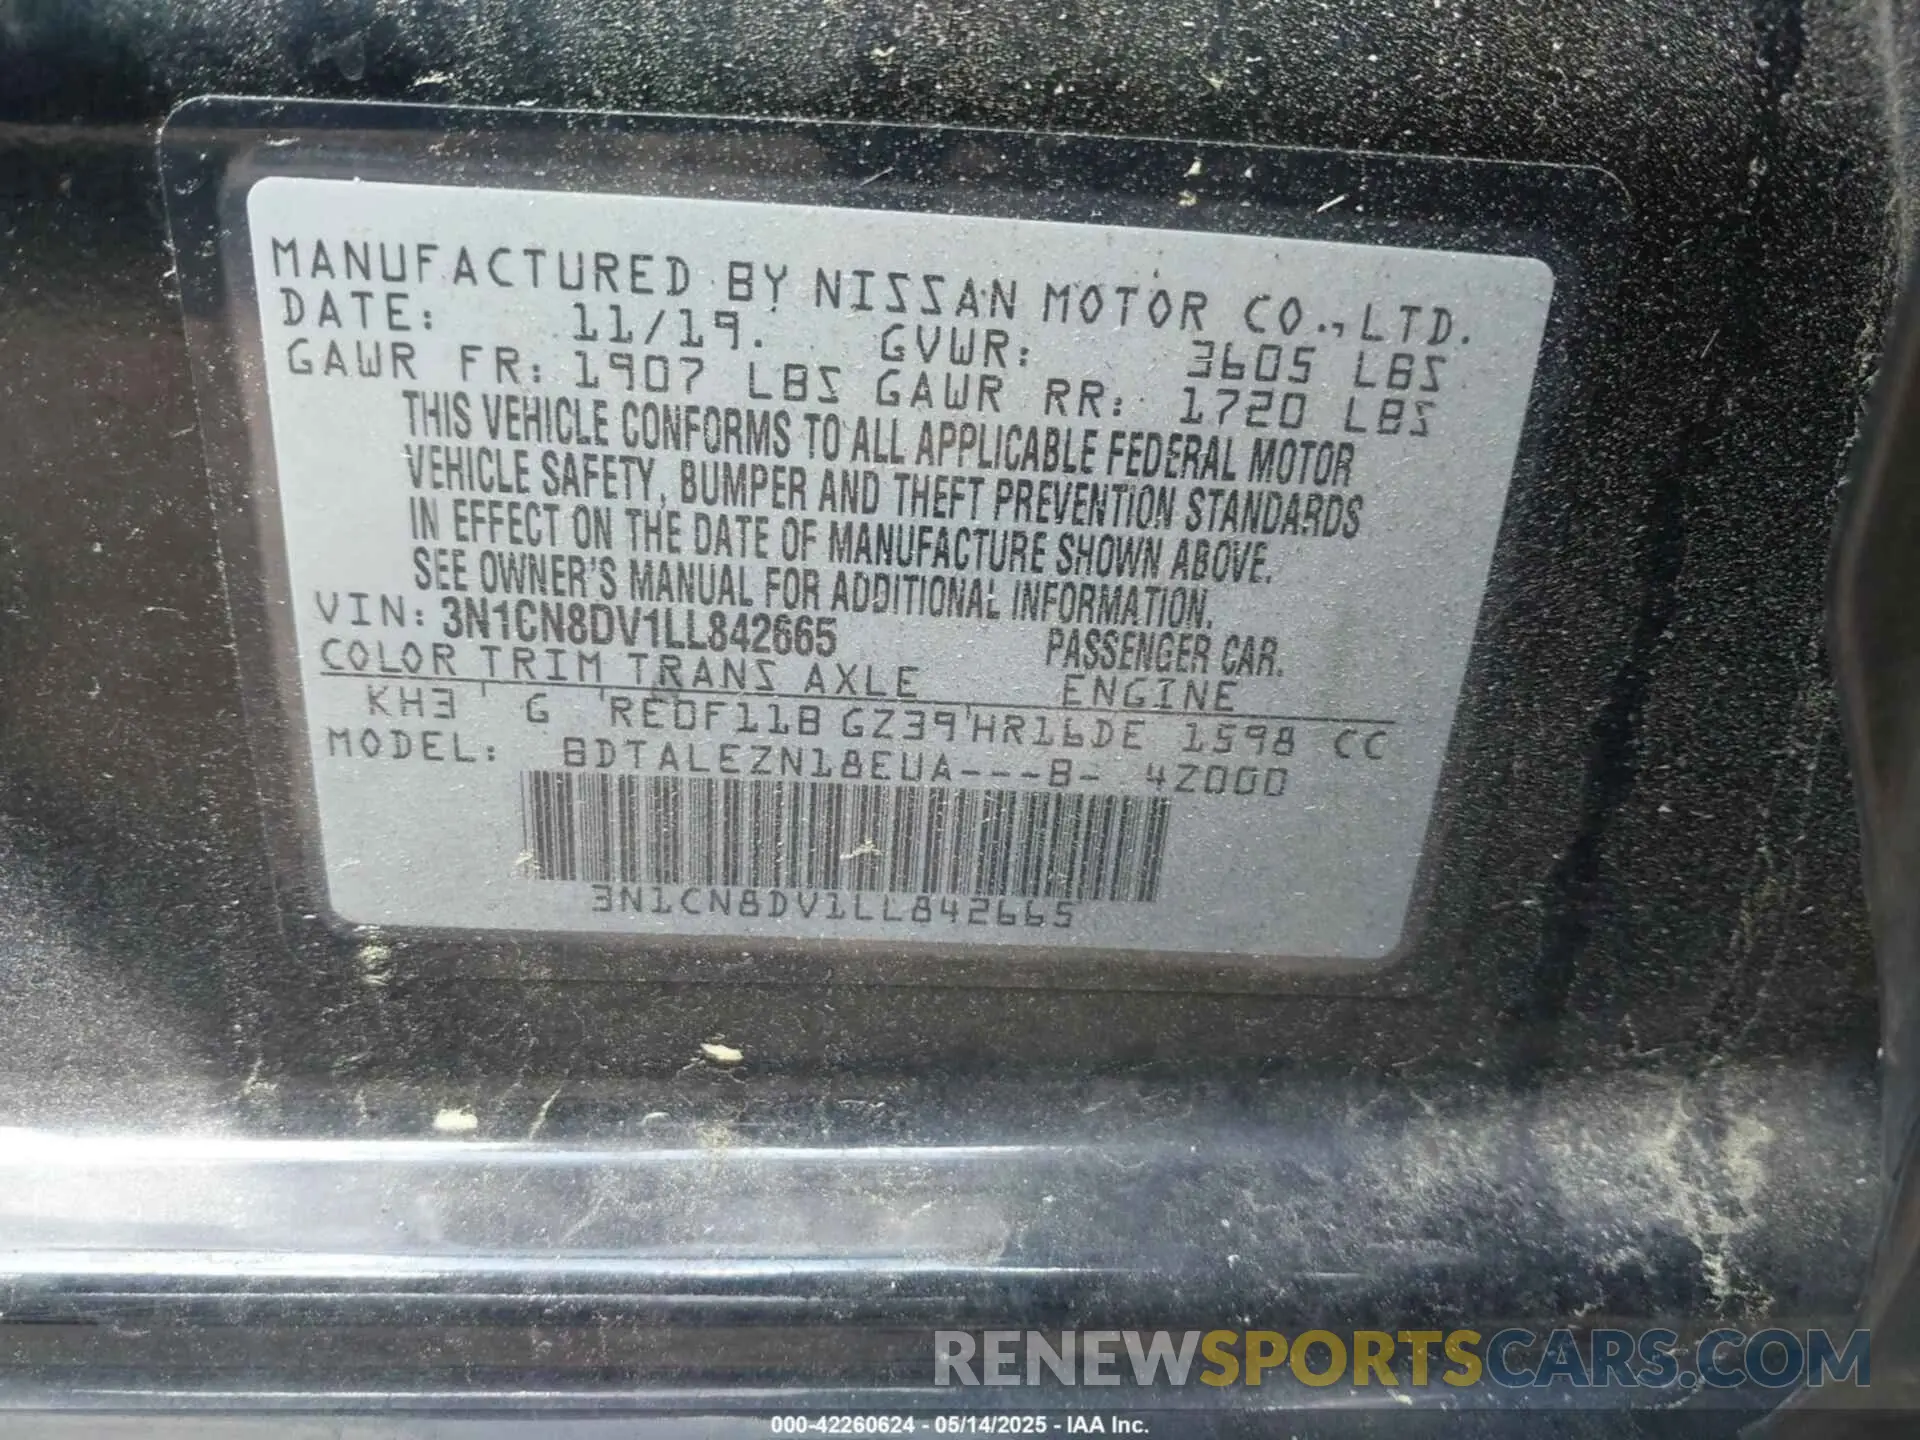 MANUFACTURED BY NISSAN MOTOR CO., LTD.
DATE: 11/19. GVWR: 3605 LBS
GAWR FR: 1907 LBS GAWR RR: 1720 LBS
THIS VEHICLE CONFORMS TO ALL APPLICABLE FEDERAL MOTOR
VEHICLE SAFETY, BUMPER AND THEFT PREVENTION STANDARDS
IN EFFECT ON THE DATE OF MANUFACTURE SHOWN ABOVE.
SEE OWNER'S MANUAL FOR ADDITIONAL INFORMATION.
VIN: 3N1CN8DV1LL842665 PASSENGER CAR.
COLOR TRIM TRANS AXLE ENGINE
KH3 G RE0F11B GZ39 HR16DE 1598 CC
MODEL: BDTALEZN18EUA---B- 4Z000
3N1CN8DV1LL842665
RENEWSPORTSCARS.COM
000-42260624 - 05/14/2025 - IAA Inc.